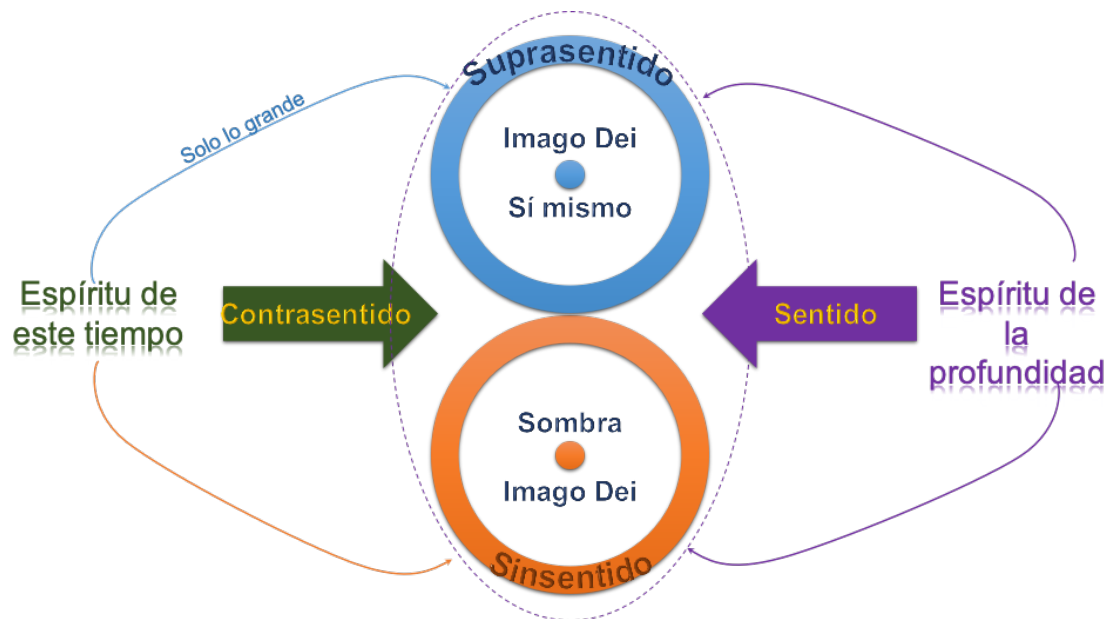 Suprasentido
Solo lo grande
Imago Dei
Sí mismo
Espíritu de
este tiempo
Contrasentido
Sentido
Espíritu de
la
profundidad
Sombra
Imago Dei
Sinsentido